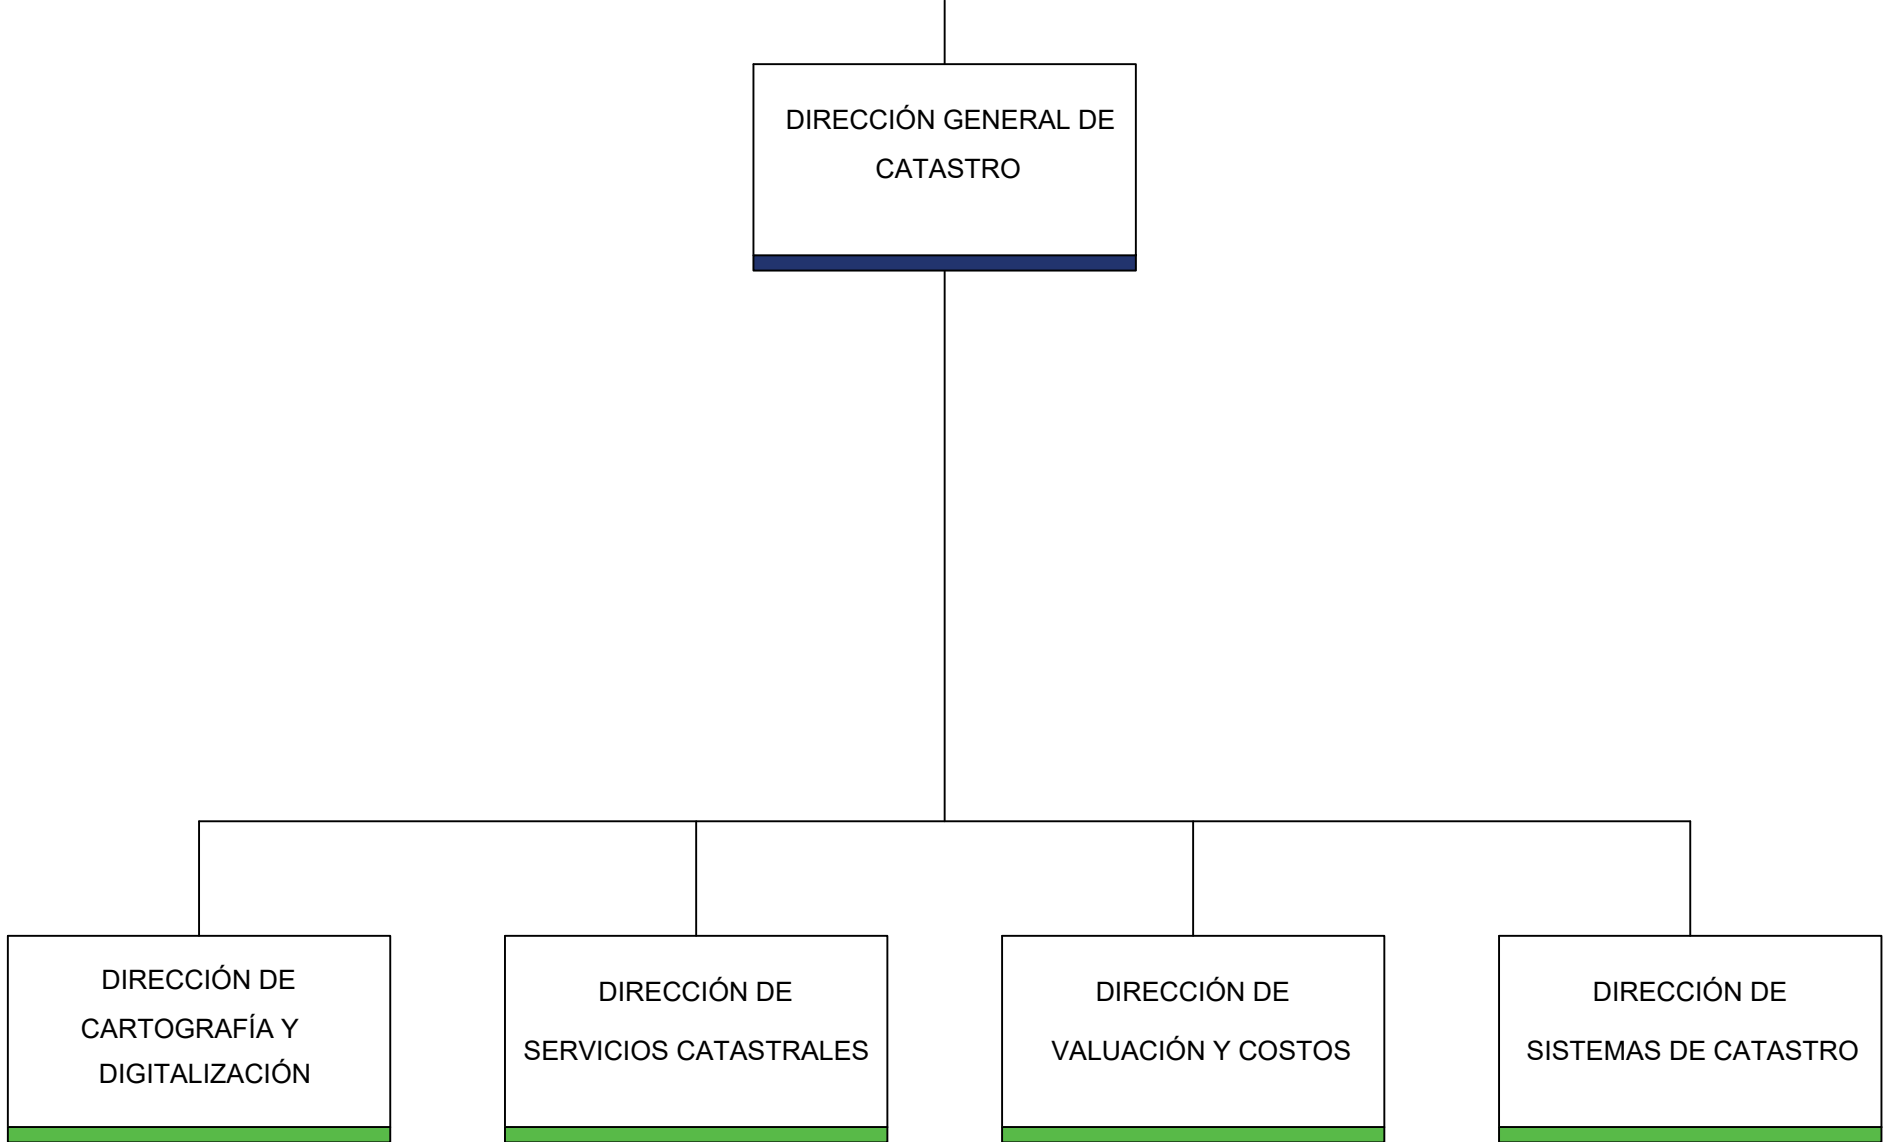 DIRECCIÓN GENERAL DE
CATASTRO
DIRECCIÓN DE
CARTOGRAFÍA Y
DIGITALIZACIÓN
DIRECCIÓN DE
SERVICIOS CATASTRALES
DIRECCIÓN DE
VALUACIÓN Y COSTOS
DIRECCIÓN DE
SISTEMAS DE CATASTRO